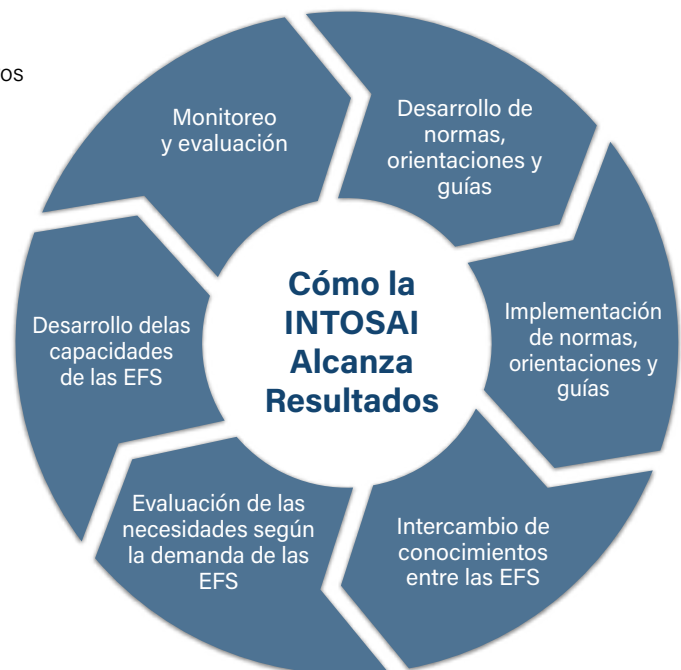 os
Monitoreo
y evaluación
Desarrollo de
normas,
orientaciones y
guías
Implementación
de normas,
orientaciones y
guías
Intercambio de
conocimientos
entre las EFS
Evaluación de las
necesidades según
la demanda de las
EFS
Desarrollo delas
capacidades
de las EFS
Cómo la
INTOSAI
Alcanza
Resultados